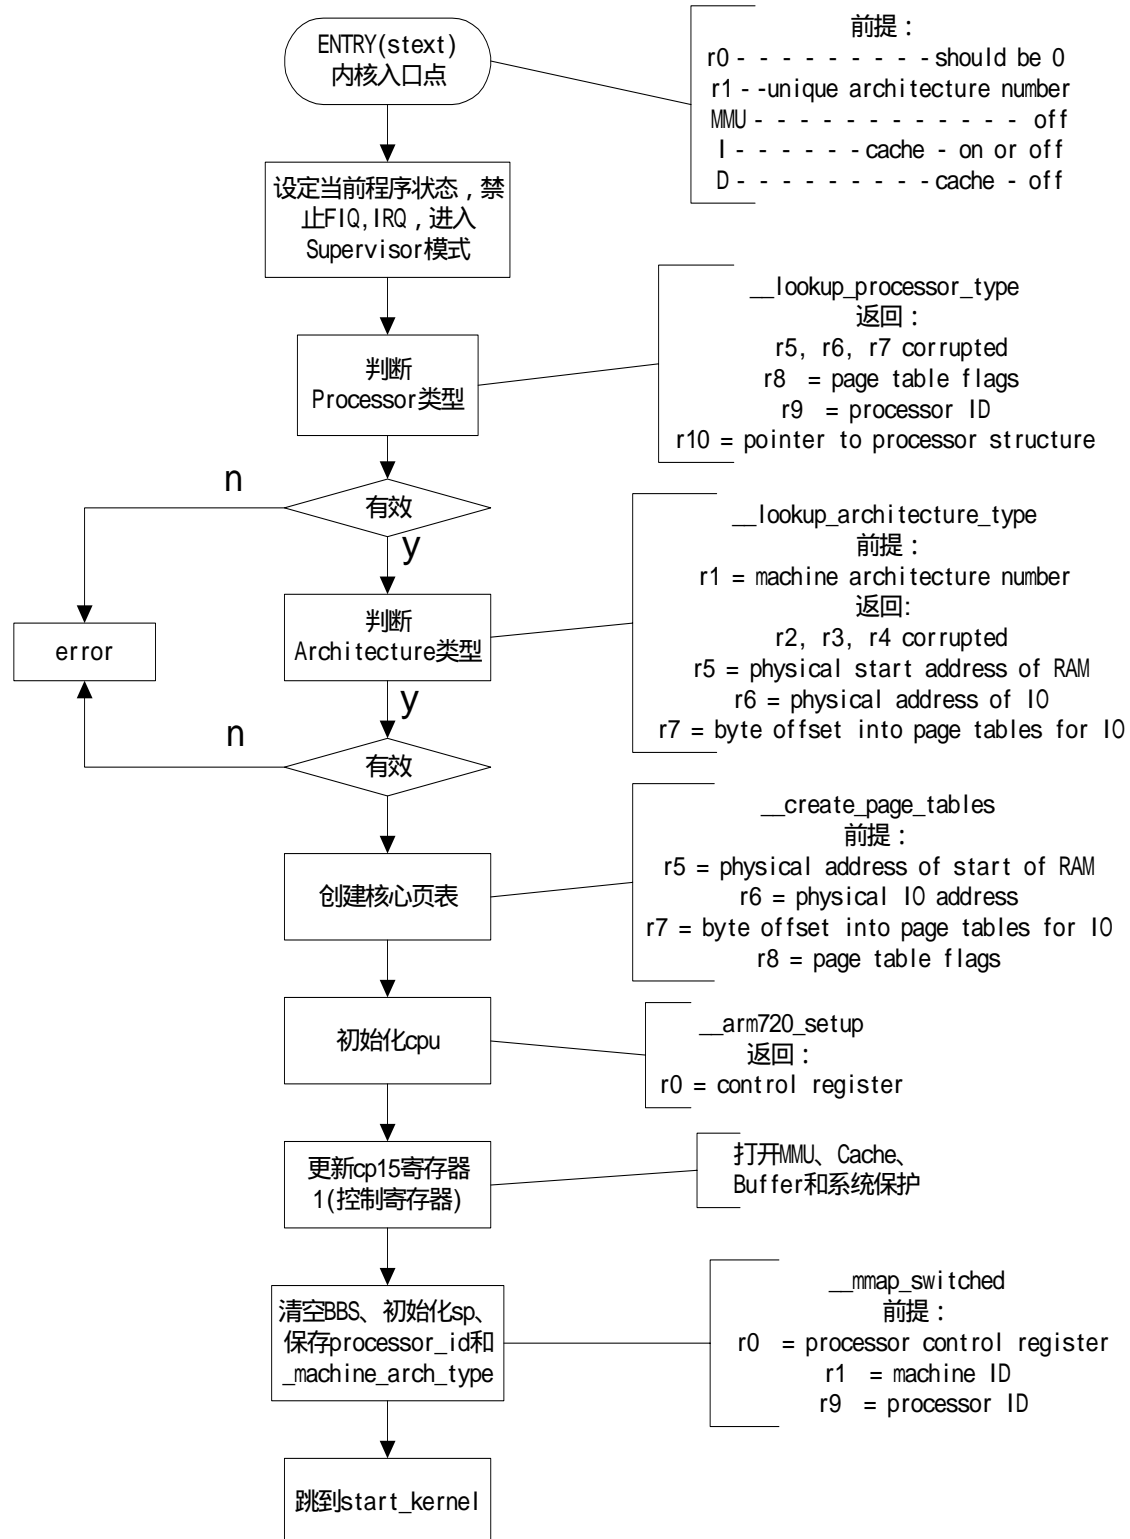 ENTRY(stext)
内核入口点
前提：
r0 - - - - - - - - - should be 0
r1 - -unique architecture number
MMU - - - - - - - - - - - - off
I - - - - - - cache - on or off
D - - - - - - - - - cache - off
设定当前程序状态，禁
止FIQ,IRQ，进入
Supervisor模式
__lookup_processor_type
返回：
r5, r6, r7 corrupted
r8 = page table flags
r9 = processor ID
r10 = pointer to processor structure
判断
Processor类型
n
有效
y
__lookup_architecture_type
前提：
r1 = machine architecture number
返回:
r2, r3, r4 corrupted
r5 = physical start address of RAM
r6 = physical address of IO
r7 = byte offset into page tables for IO
判断
Architecture类型
error
y
n
有效
__create_page_tables
前提：
r5 = physical address of start of RAM
r6 = physical IO address
r7 = byte offset into page tables for IO
r8 = page table flags
创建核心页表
__arm720_setup
返回：
r0 = control register
初始化cpu
打开MMU、Cache、
Buffer和系统保护
更新cp15寄存器
1(控制寄存器)
__mmap_switched
前提：
r0 = processor control register
r1 = machine ID
r9 = processor ID
清空BBS、初始化sp、
保存processor_id和
_machine_arch_type
跳到start_kernel